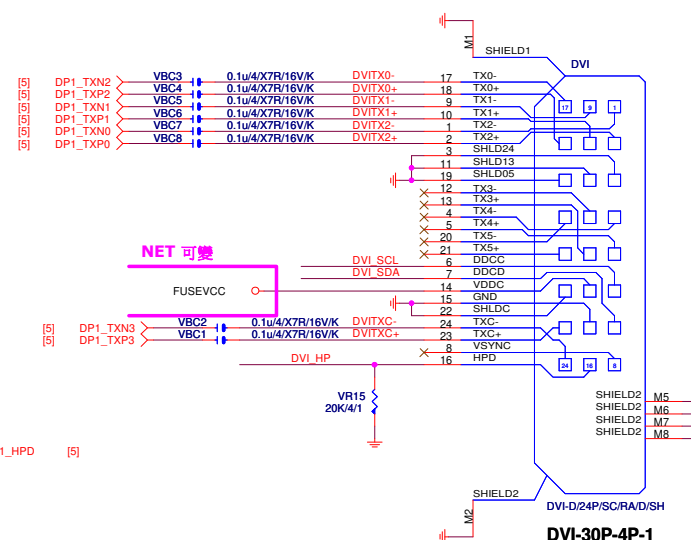 M1
SHIELD1
DVI
[5] DP1_TXN2 VBC3 0.1u/4/X7R/16V/K DVITX0- 17 TX0-
[5] DP1_TXP2 VBC4 0.1u/4/X7R/16V/K DVITX0+ 18 TX0+
[5] DP1_TXN1 VBC5 0.1u/4/X7R/16V/K DVITX1- 9 TX1-
[5] DP1_TXP1 VBC6 0.1u/4/X7R/16V/K DVITX1+ 10 TX1+
[5] DP1_TXN0 VBC7 0.1u/4/X7R/16V/K DVITX2- 1 TX2-
[5] DP1_TXP0 VBC8 0.1u/4/X7R/16V/K DVITX2+ 2 TX2+
17 9 1
3 SHLD24
11 SHLD13
19 SHLD05
12 TX3-
13 TX3+
4 TX4-
5 TX4+
20 TX5-
21 TX5+
NET 可變
DVI_SCL 6 DDCC
DVI_SDA 7 DDCD
FUSEVCC 14 VDDC
15 GND
22 SHLDC
[5] DP1_TXN3 VBC2 0.1u/4/X7R/16V/K DVITXC- 24 TXC-
[5] DP1_TXP3 VBC1 0.1u/4/X7R/16V/K DVITXC+ 23 TXC+
8 VSYNC
DVI_HP 16 HPD
24 16 8
VR15
20K/4/1
SHIELD2 M5
SHIELD2 M6
SHIELD2 M7
SHIELD2 M8
1_HPD [5]
SHIELD2
M2
DVI-D/24P/SC/RA/D/SH
DVI-30P-4P-1